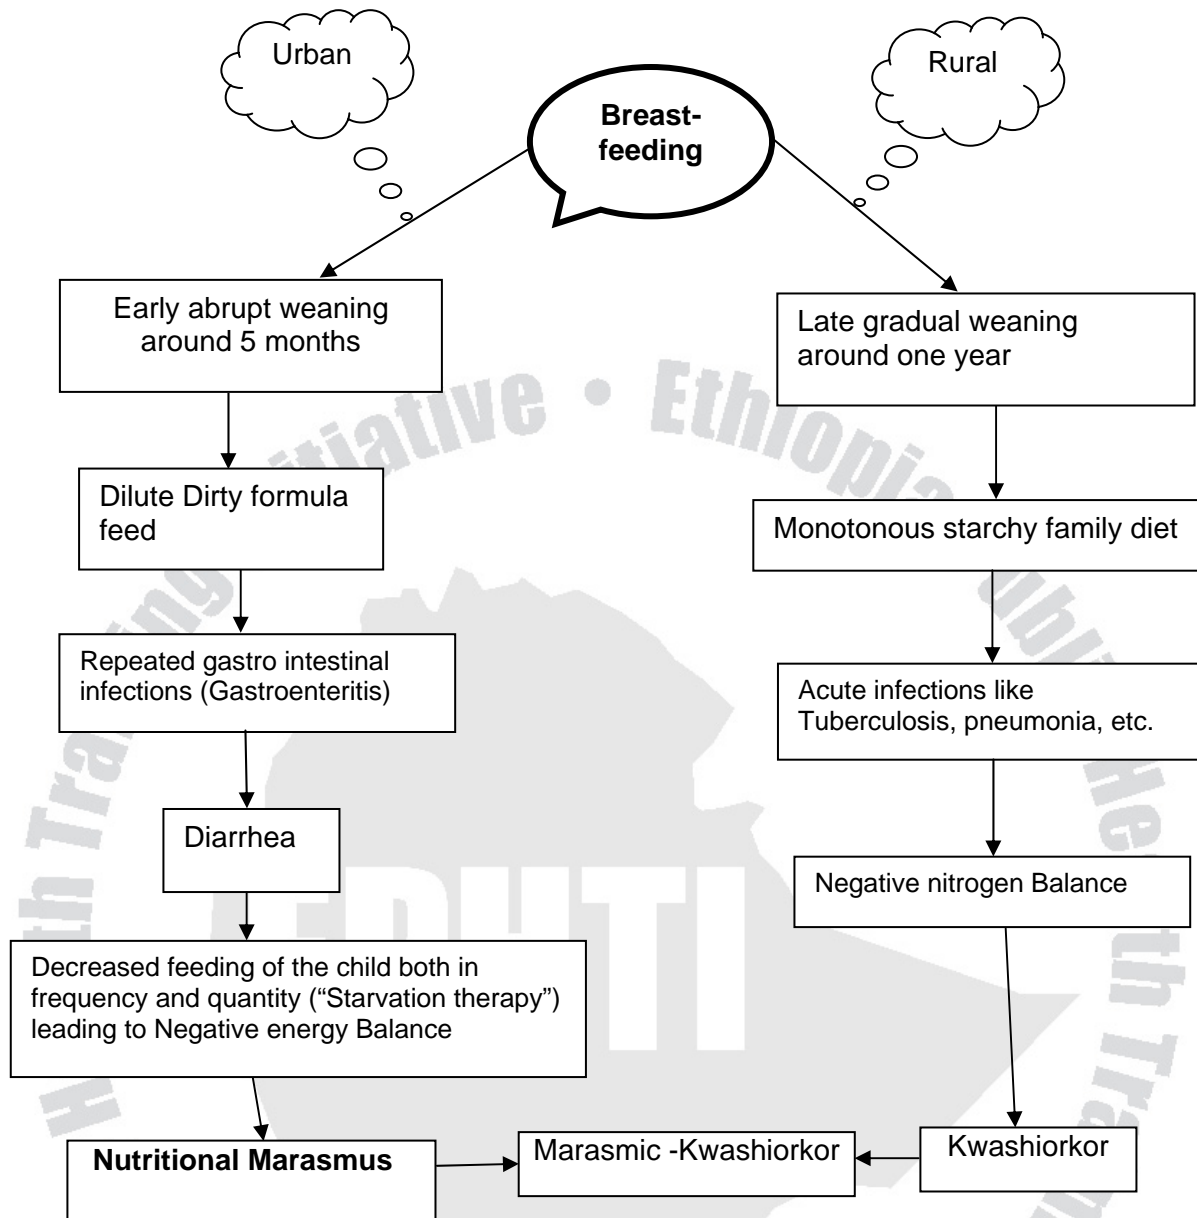 Urban
Rural
Breast-
feeding
Early abrupt weaning
around 5 months
Late gradual weaning
around one year
Dilute Dirty formula
feed
Monotonous starchy family diet
Repeated gastro intestinal
infections (Gastroenteritis)
Acute infections like
Tuberculosis, pneumonia, etc.
Diarrhea
Negative nitrogen Balance
Decreased feeding of the child both in
frequency and quantity (“Starvation therapy”)
leading to Negative energy Balance
Nutritional Marasmus
Marasmic -Kwashiorkor
Kwashiorkor